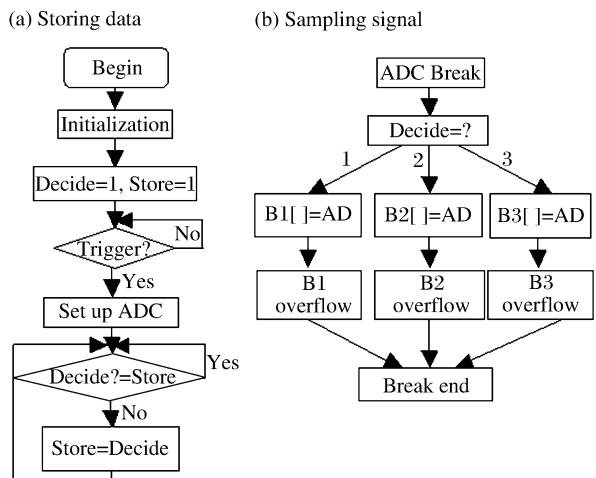 (a) Storing data
Begin
Initialization
Decide=1, Store=1
Trigger?
No
Yes
Set up ADC
Decide?=Store
Yes
No
Store=Decide
(b) Sampling signal
ADC Break
Decide=?
1
2
3
B1[ ]=AD
B2[ ]=AD
B3[ ]=AD
B1
overflow
B2
overflow
B3
overflow
Break end